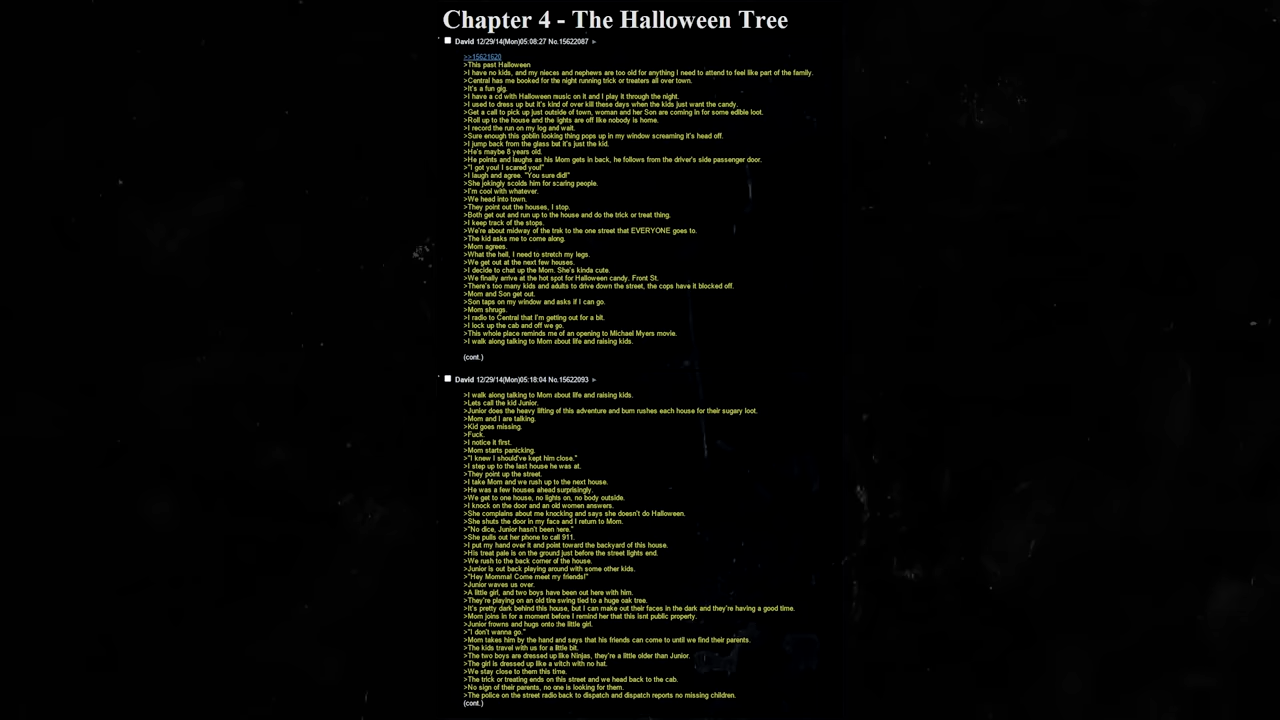 Chapter 4 - The Halloween Tree
David 12/29/14(Mon)05:08:27 No.15622087 ►
>>15621620
>This past Halloween
>I have no kids, and my nieces and nephews are too old for anything I need to attend to feel like part of the family.
>Central has me booked for the night running trick or treaters all over town.
>It's a fun gig.
>I have a cd with Halloween music on it and I play it through the night.
>I used to dress up but it's kind of over kill these days when the kids just want the candy.
>Get a call to pick up just outside of town, woman and her Son are coming in for some edible loot.
>Roll up to the house and the lights are off like nobody is home.
>I record the run on my log and wait.
>Sure enough this goblin looking thing pops up in my window screaming it's head off.
>I jump back from the glass but it's just the kid.
>He's maybe 8 years old.
>He points and laughs as his Mom gets in back, he follows from the driver's side passenger door.
>"I got you! I scared you!"
>I laugh and agree. "You sure did!"
>She jokingly scolds him for scaring people.
>I'm cool with whatever.
>We head into town.
>They point out the houses, I stop.
>Both get out and run up to the house and do the trick or treat thing.
>I keep track of the stops.
>We're about midway of the trek to the one street that EVERYONE goes to.
>The kid asks me to come along.
>Mom agrees.
>What the hell, I need to stretch my legs.
>We get out at the next few houses.
>I decide to chat up the Mom. She's kinda cute.
>We finally arrive at the hot spot for Halloween candy. Front St.
>There's too many kids and adults to drive down the street, the cops have it blocked off.
>Mom and Son get out.
>Son taps on my window and asks if I can go.
>Mom shrugs.
>I radio to Central that I'm getting out for a bit.
>I lock up the cab and off we go.
>This whole place reminds me of an opening to Michael Myers movie.
>I walk along talking to Mom about life and raising kids.
(cont.)
David 12/29/14(Mon)05:18:04 No.15622093 ►
>I walk along talking to Mom about life and raising kids.
>Lets call the kid Junior.
>Junior does the heavy lifting of this adventure and bum rushes each house for their sugary loot.
>Mom and I are talking.
>Kid goes missing.
>Fuck.
>I notice it first.
>Mom starts panicking.
>"I knew I should've kept him close."
>I step up to the last house he was at.
>They point up the street.
>I take Mom and we rush up to the next house.
>He was a few houses ahead surprisingly.
>We get to one house, no lights on, no body outside.
>I knock on the door and an old women answers.
>She complains about me knocking and says she doesn't do Halloween.
>She shuts the door in my face and I return to Mom.
>"No dice, Junior hasn't been here."
>She pulls out her phone to call 911.
>I put my hand over it and point toward the backyard of this house.
>His treat pale is on the ground just before the street lights end.
>We rush to the back corner of the house.
>Junior is out back playing around with some other kids.
>"Hey Momma! Come meet my friends!"
>Junior waves us over.
>A little girl, and two boys have been out here with him.
>They're playing on an old tire swing tied to a huge oak tree.
>It's pretty dark behind this house, but I can make out their faces in the dark and they're having a good time.
>Mom joins in for a moment before I remind her that this isnt public property.
>Junior frowns and hugs onto the little girl.
>"I don't wanna go."
>Mom takes him by the hand and says that his friends can come to until we find their parents.
>The kids travel with us for a little bit.
>The two boys are dressed up like Ninjas, they're a little older than Junior.
>The girl is dressed up like a witch with no hat.
>We stay close to them this time.
>The trick or treating ends on this street and we head back to the cab.
>No sign of their parents, no one is looking for them.
>The police on the street radio back to dispatch and dispatch reports no missing children.
(cont.)